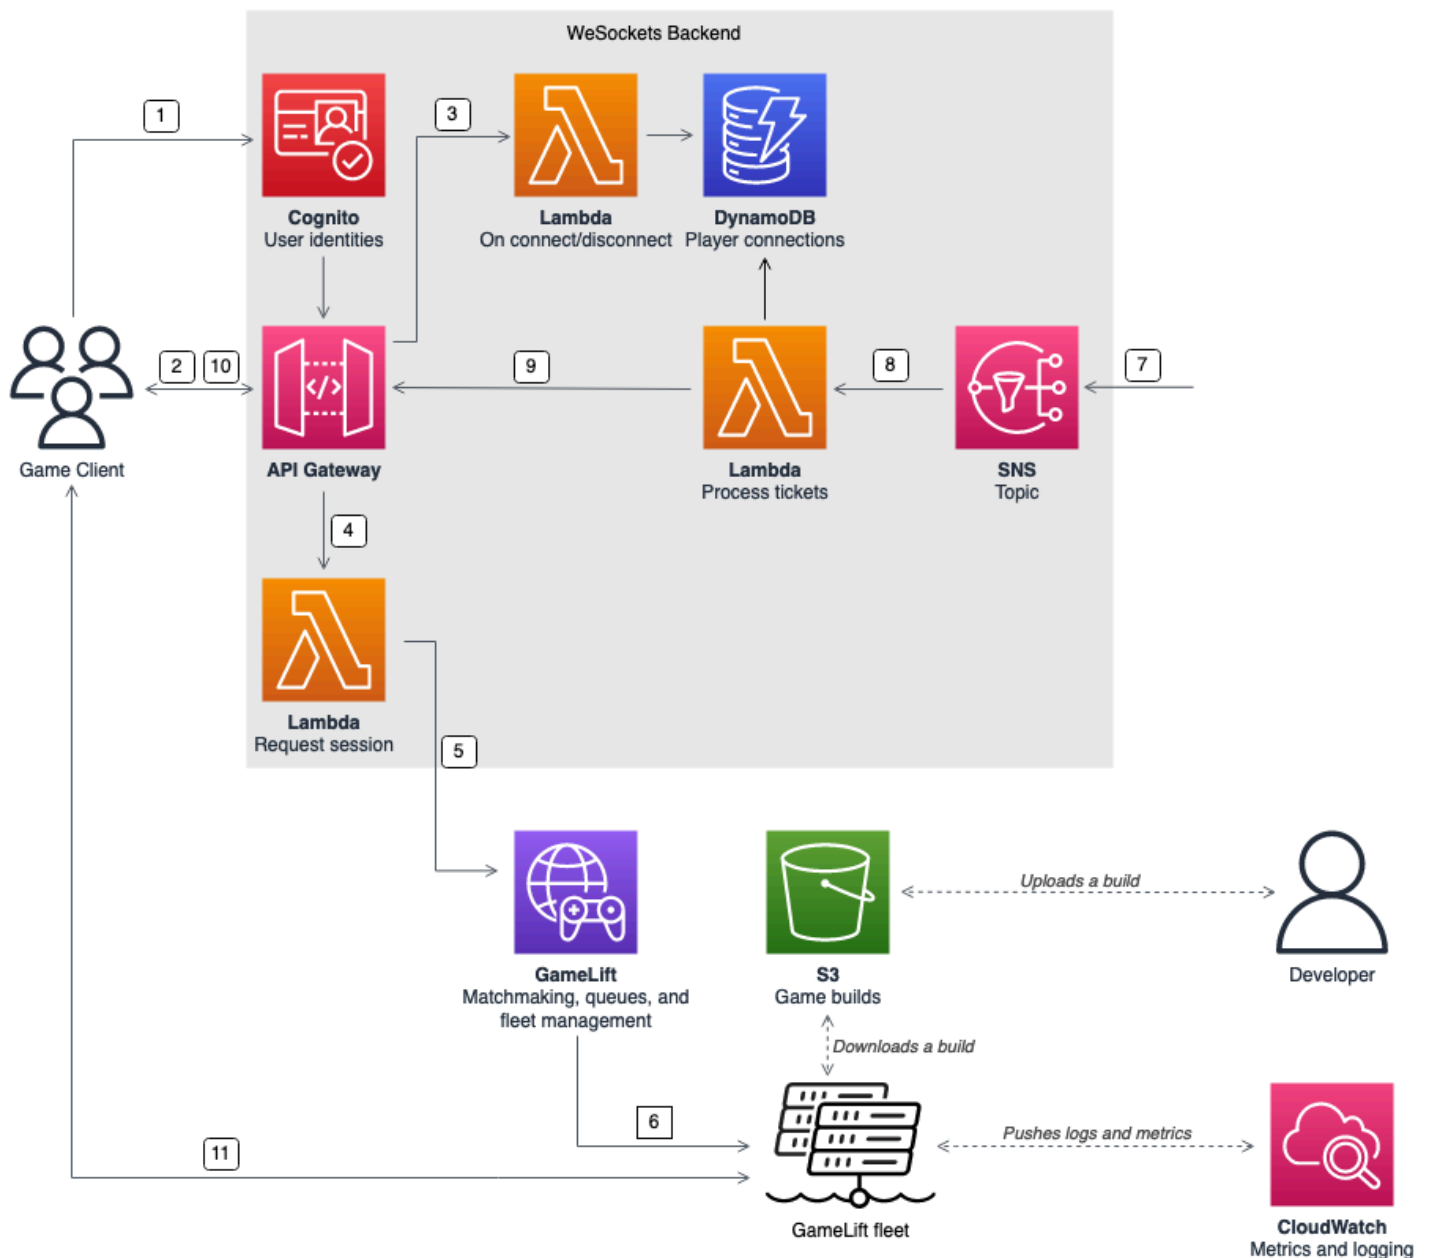 WeSockets Backend
1
3
Cognito
User identities
Lambda
On connect/disconnect
DynamoDB
Player connections
2
10
9
8
7
Game Client
API Gateway
Lambda
Process tickets
SNS
Topic
4
Lambda
Request session
5
GameLift
Matchmaking, queues, and
fleet management
S3
Game builds
Uploads a build
Developer
Downloads a build
6
Pushes logs and metrics
11
GameLift fleet
CloudWatch
Metrics and logging